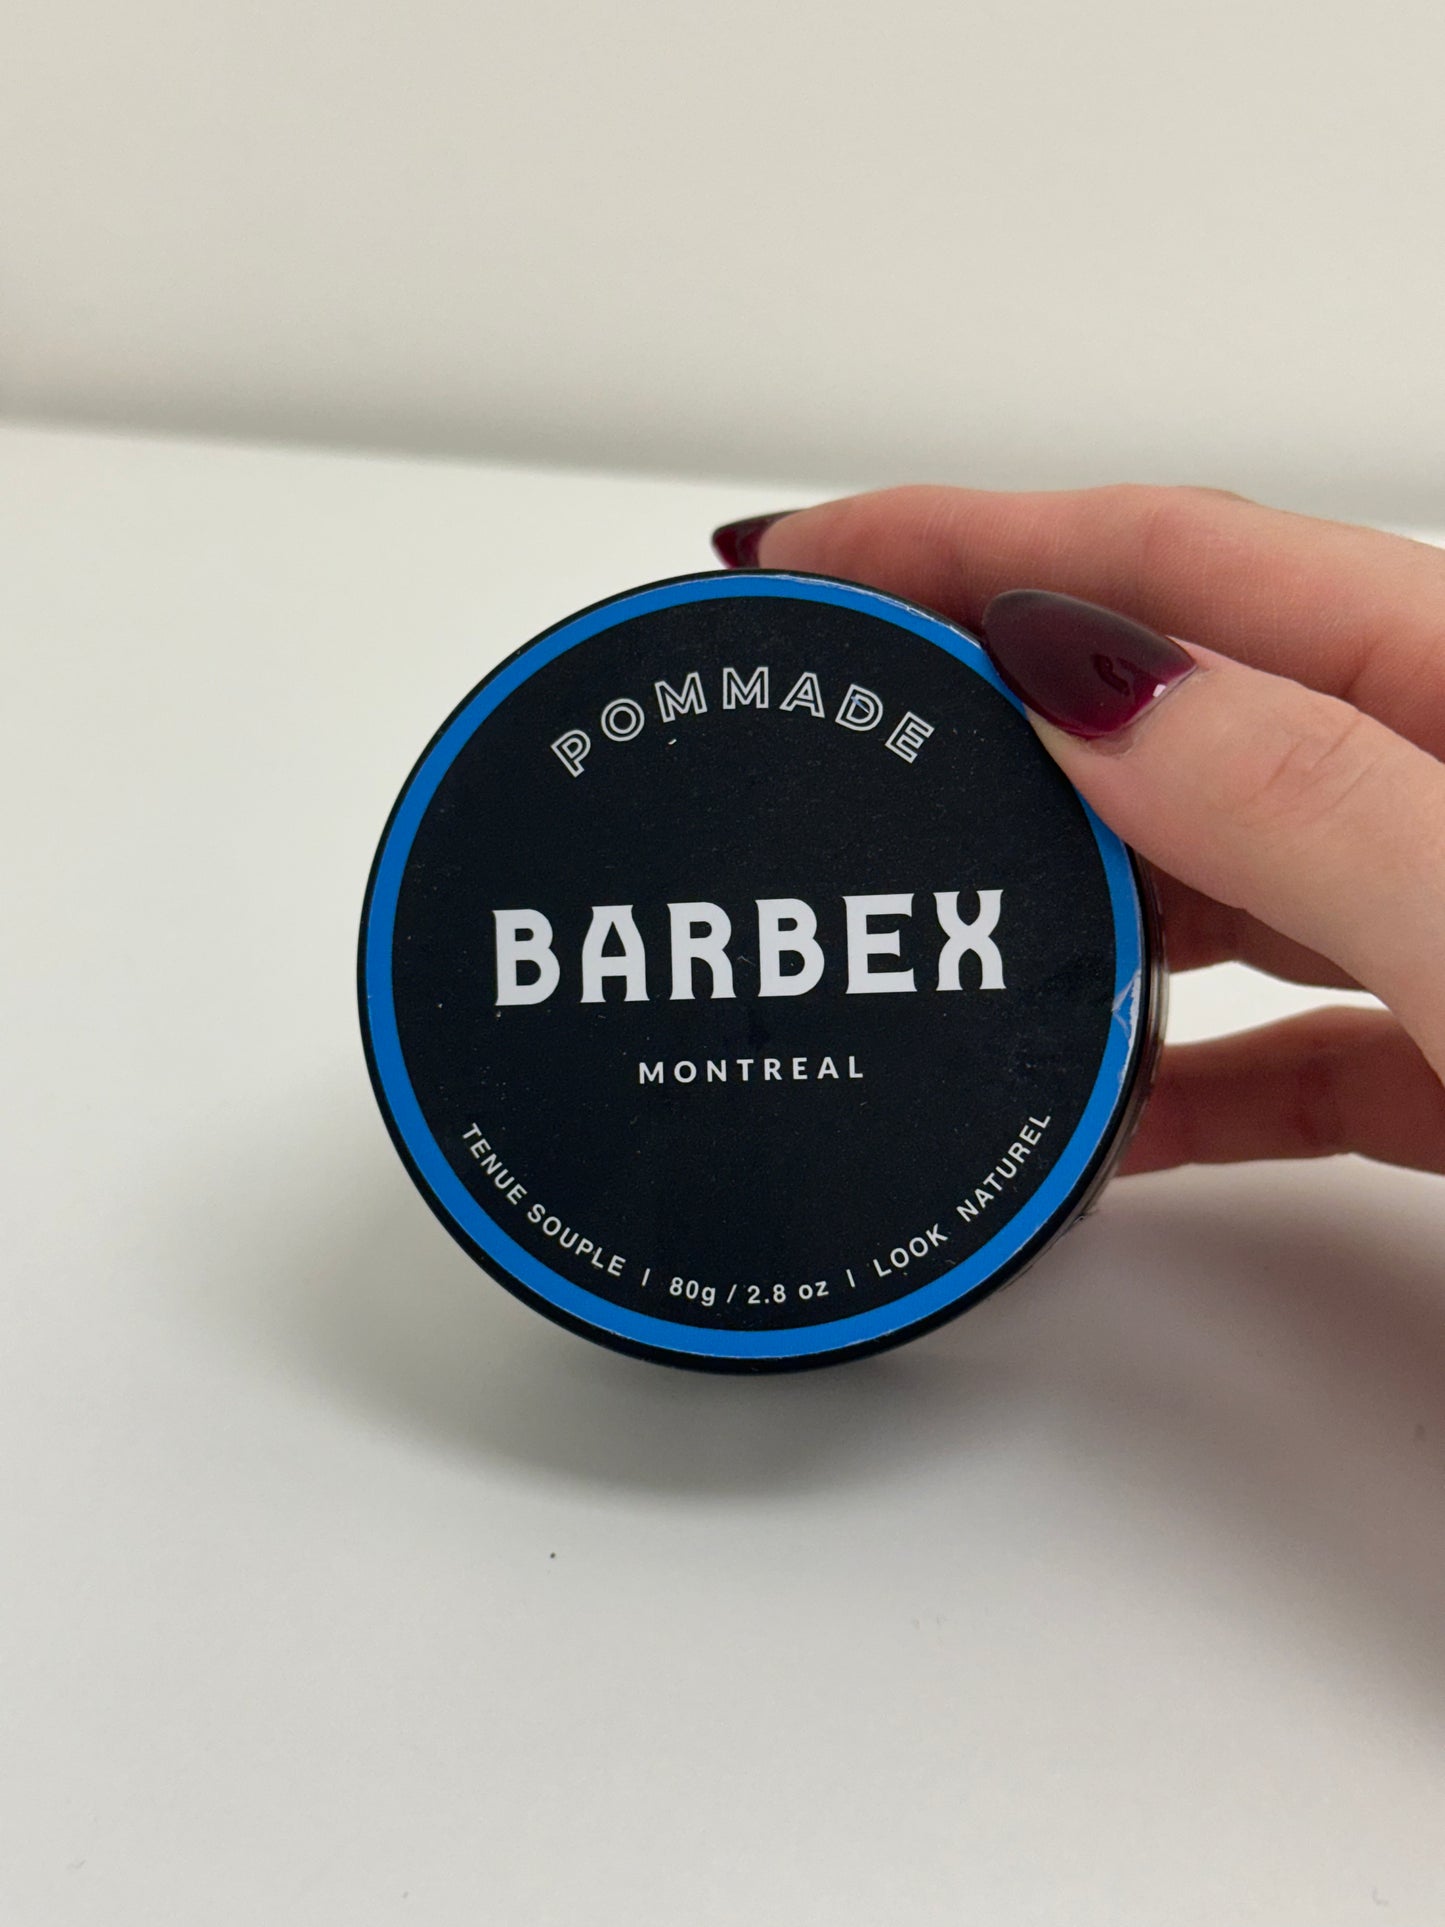 POMMADE
BARBEX
MONTREAL
TENUE SOUPLE | 80g / 2.8 oz | LOOK NATUREL